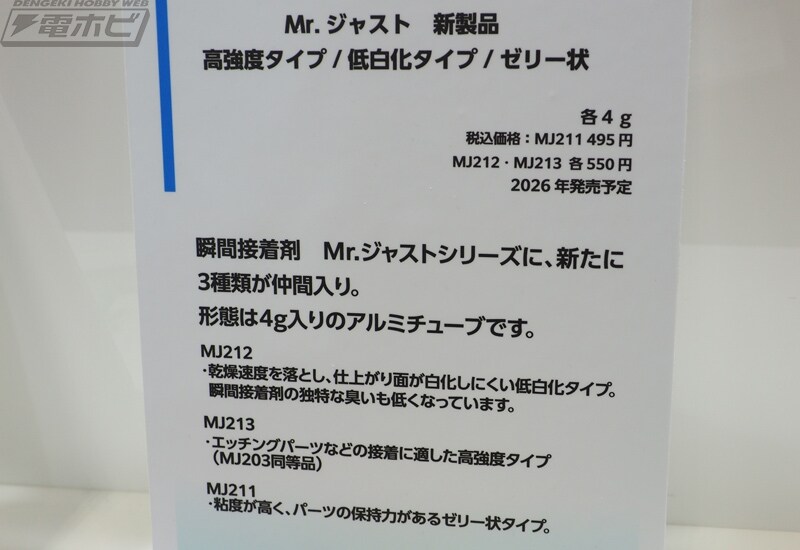 DENGEKI HOBBY WEB
電ホビ
Mr. ジャスト　新製品
高強度タイプ / 低白化タイプ / ゼリー状
各4 g
税込価格：MJ211 495 円
MJ212・MJ213 各 550 円
2026 年発売予定
瞬間接着剤　Mr.ジャストシリーズに、新たに
3種類が仲間入り。
形態は4g入りのアルミチューブです。
MJ212
・乾燥速度を落とし、仕上がり面が白化しにくい低白化タイプ。
瞬間接着剤の独特な臭いも低くなっています。
MJ213
・エッチングパーツなどの接着に適した高強度タイプ
（MJ203同等品）
MJ211
・粘度が高く、パーツの保持力があるゼリー状タイプ。